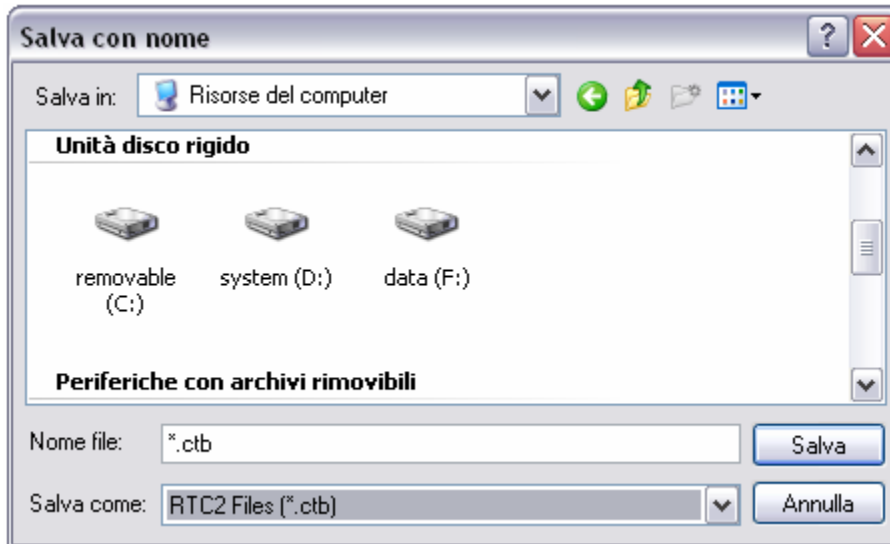 Salva con nome
Salva in: Risorse del computer
Unità disco rigido
removable (C:) system (D:) data (F:)
Periferiche con archivi rimovibili
Nome file: *.ctb Salva
Salva come: RTC2 Files (*.ctb) Annulla